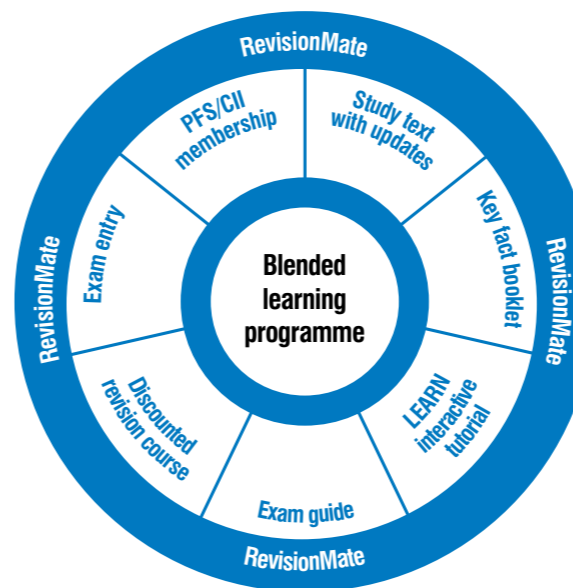 RevisionMate
PFS/CII
membership
Study text
with updates
Key fact booklet
RevisionMate
LEARN
interactive
tutorial
Exam guide
RevisionMate
Discounted
revision course
Exam entry
RevisionMate
Blended
learning
programme